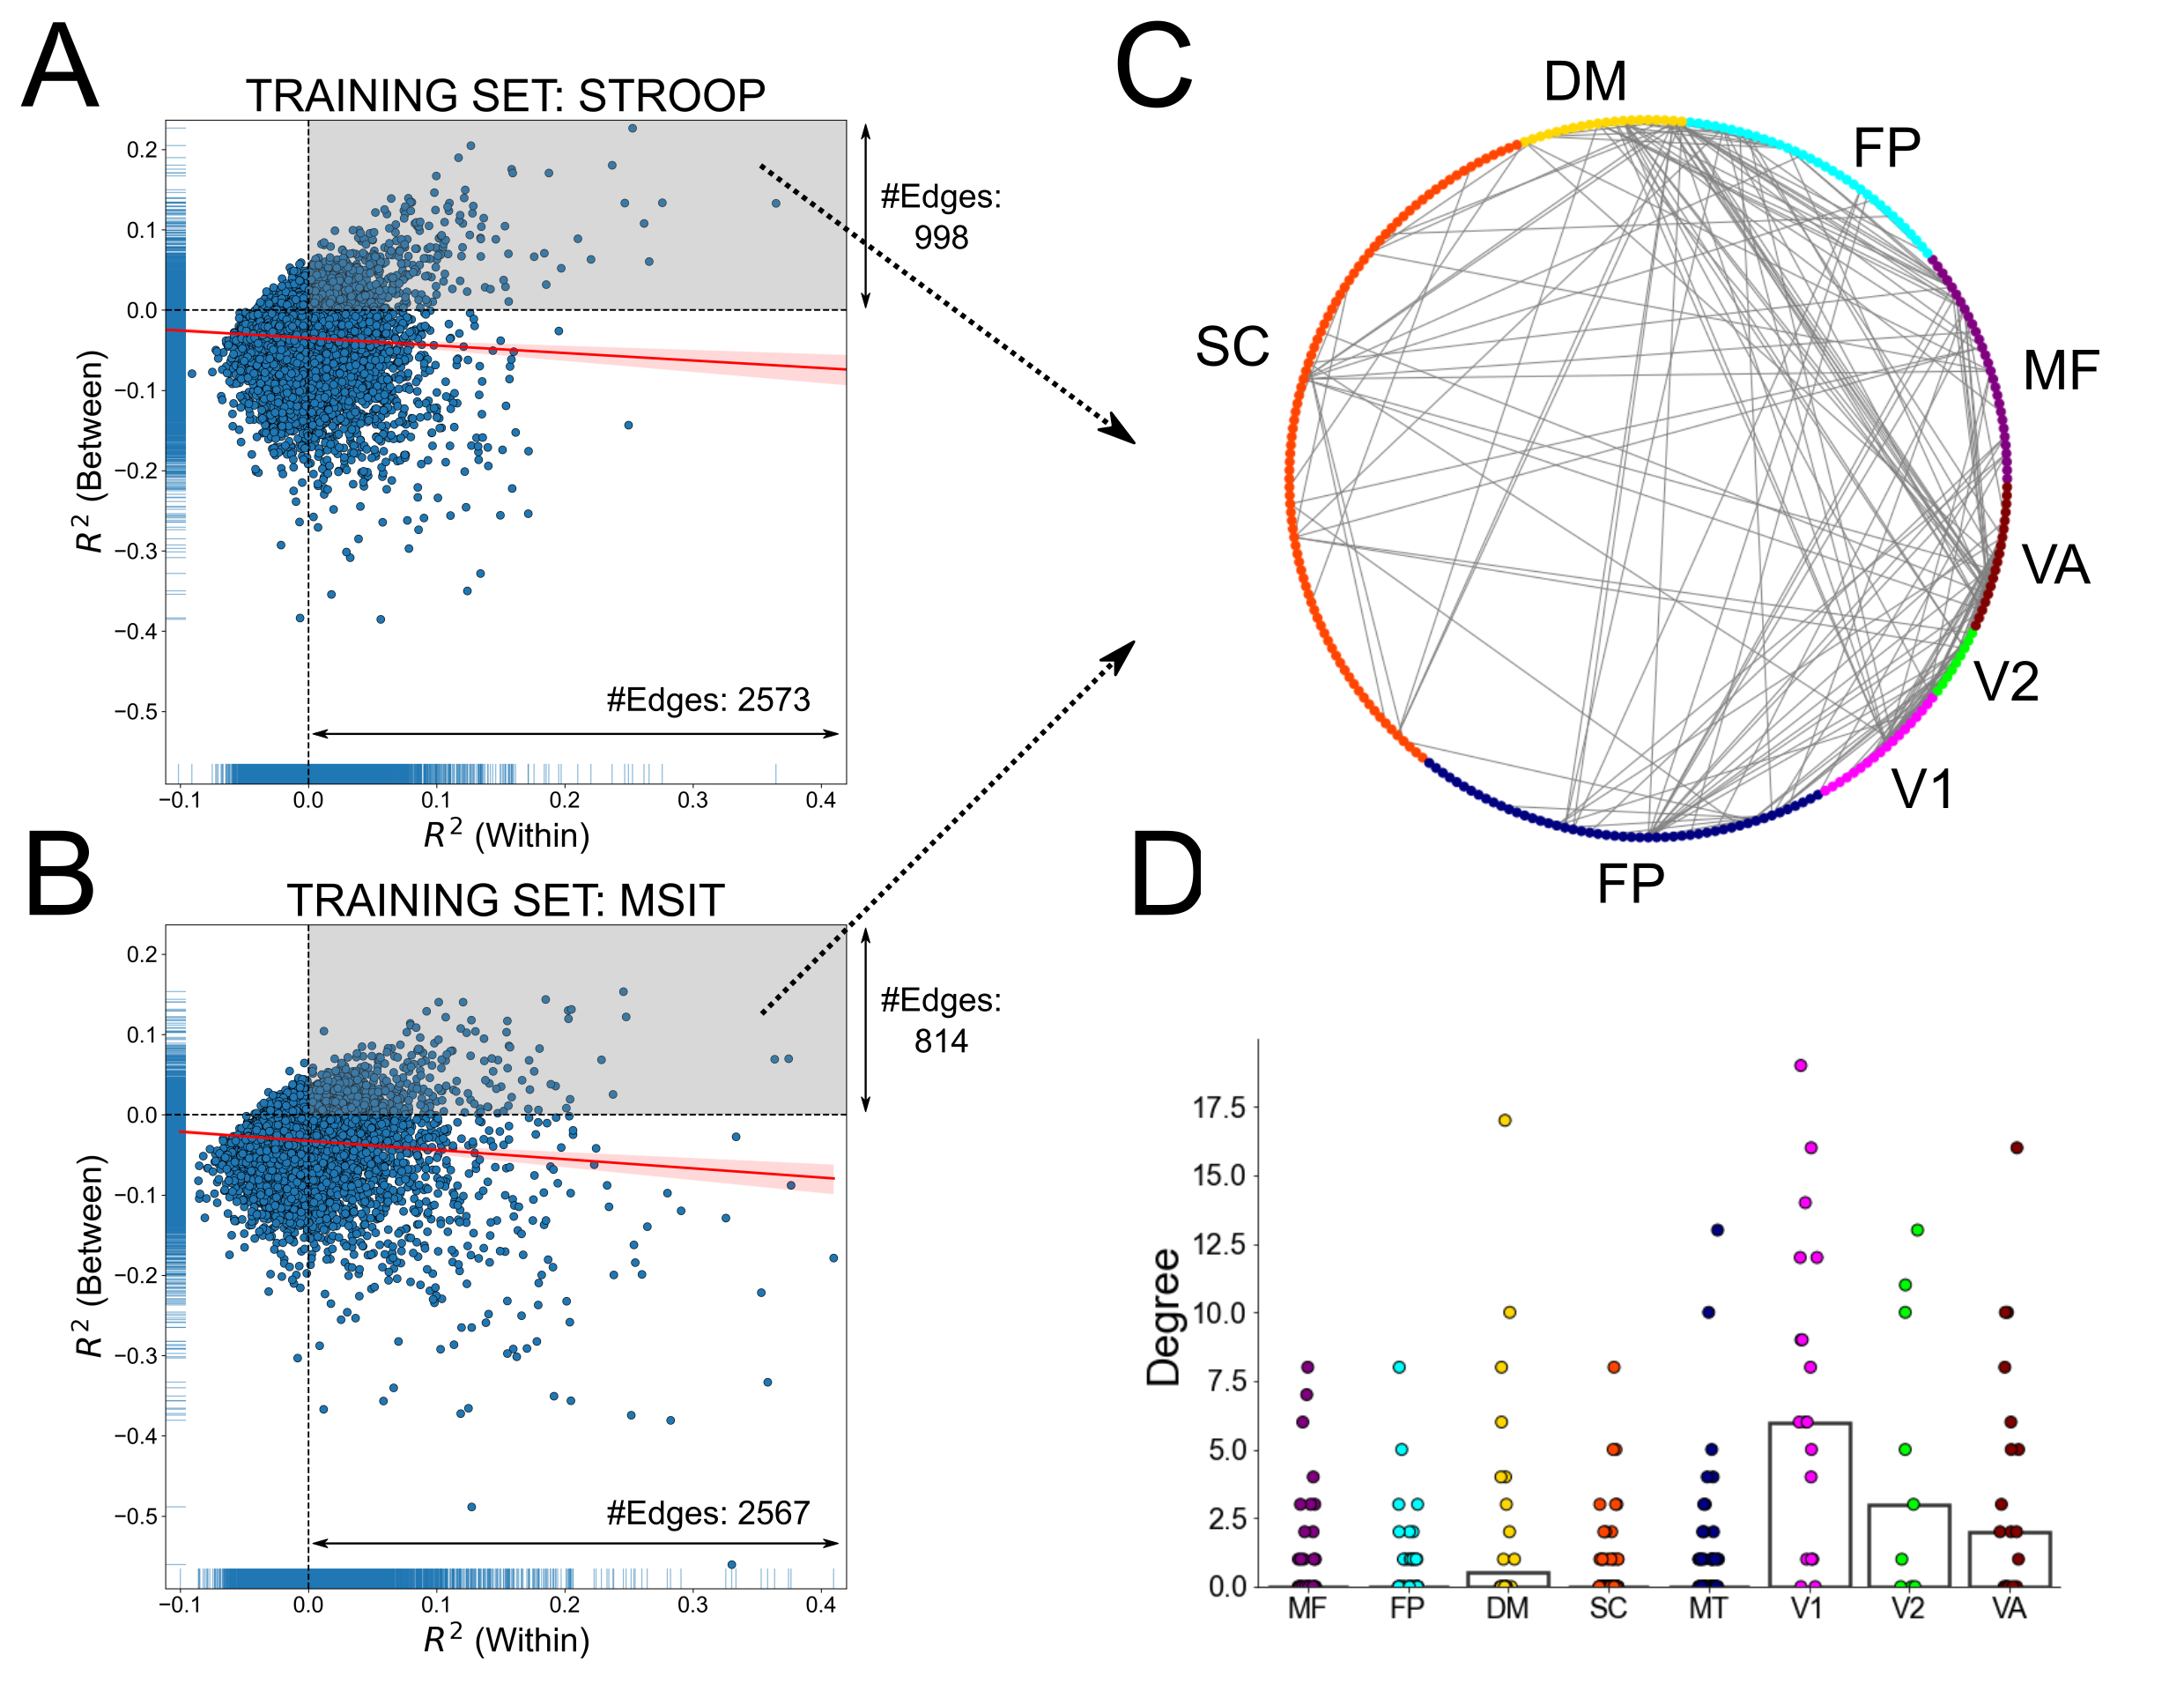 A
TRAINING SET: STROOP
0.2
0.1
0.0
−0.1
−0.2
−0.3
−0.4
−0.5
R² (Between)
#Edges:
998
#Edges: 2573
−0.1 0.0 0.1 0.2 0.3 0.4
R² (Within)
B
TRAINING SET: MSIT
0.2
0.1
0.0
−0.1
−0.2
−0.3
−0.4
−0.5
R² (Between)
#Edges:
814
#Edges: 2567
−0.1 0.0 0.1 0.2 0.3 0.4
R² (Within)
C
DM
FP
MF
VA
V2
V1
FP
SC
D
17.5
15.0
12.5
10.0
7.5
5.0
2.5
0.0
Degree
MF FP DM SC MT V1 V2 VA